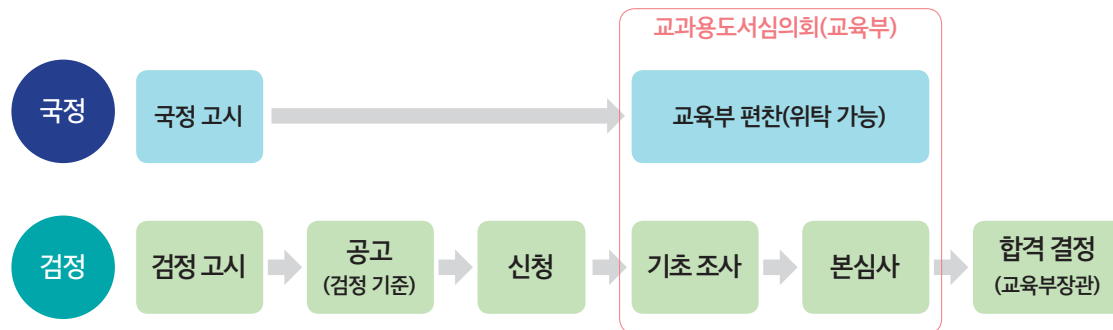 교과용도서심의회(교육부)
국정
국정 고시
교육부 편찬(위탁 가능)
검정
검정 고시
공고
(검정 기준)
신청
기초 조사
본심사
합격 결정
(교육부장관)